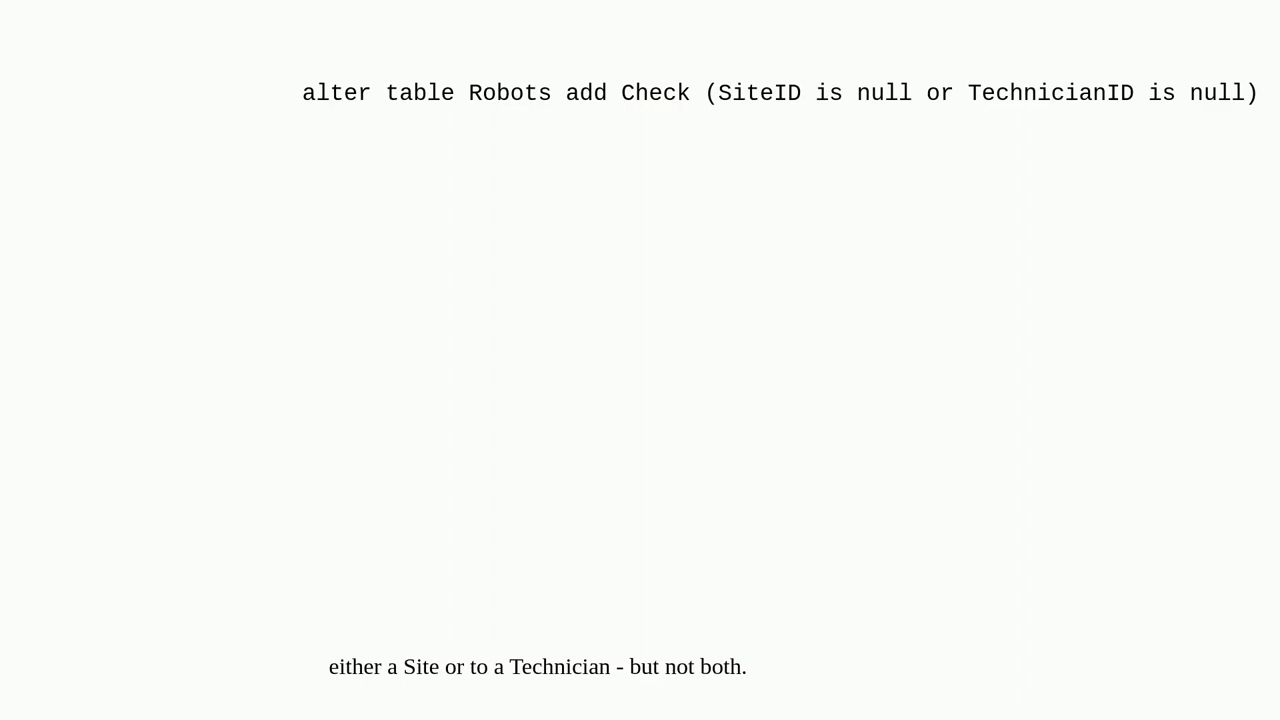 alter table Robots add Check (SiteID is null or TechnicianID is null)
either a Site or to a Technician - but not both.